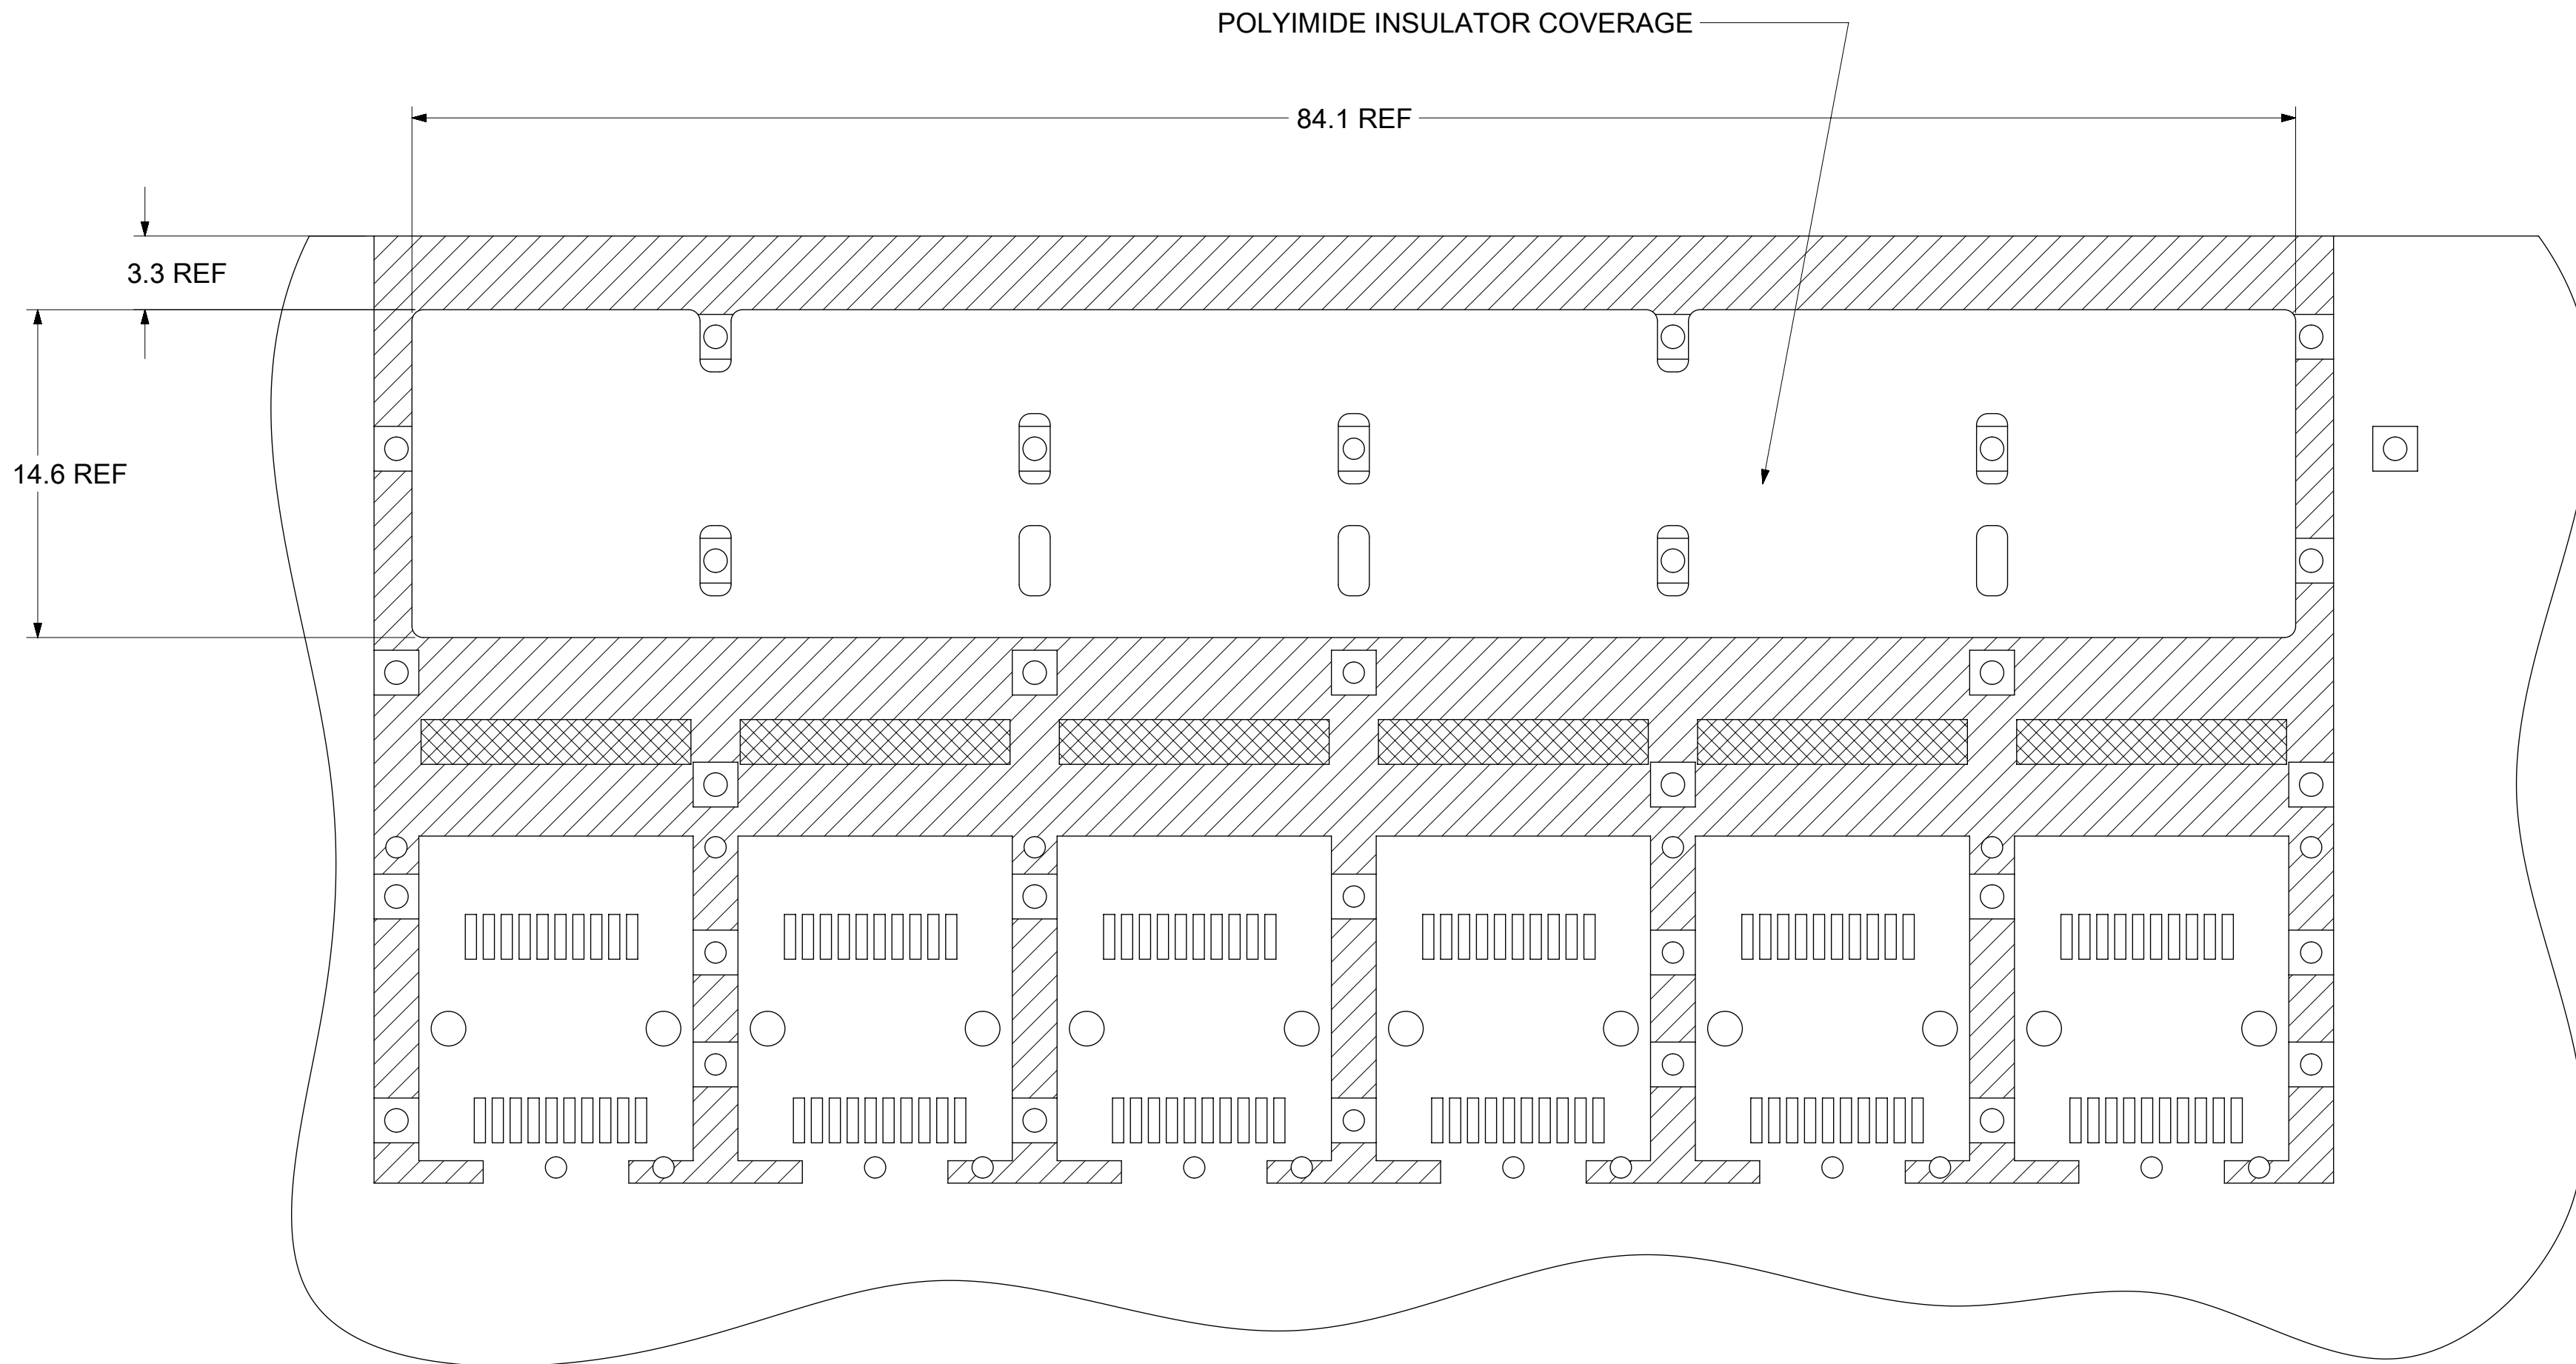 POLYIMIDE INSULATOR COVERAGE
84.1 REF
3.3 REF
14.6 REF